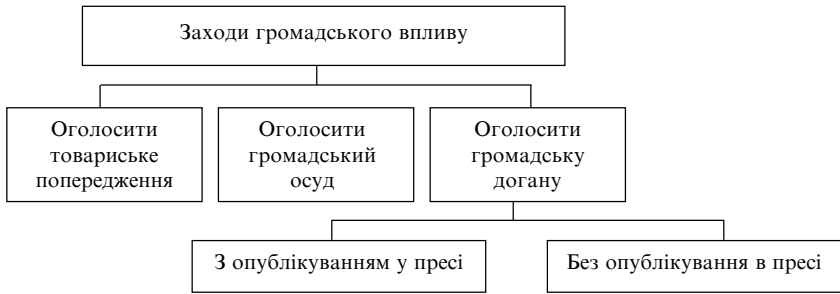 Заходи громадського впливу
Оголосити
товариське
попередження
Оголосити
громадський
осуд
Оголосити
громадську
догану
З опублікуванням у пресі
Без опублікування в пресі